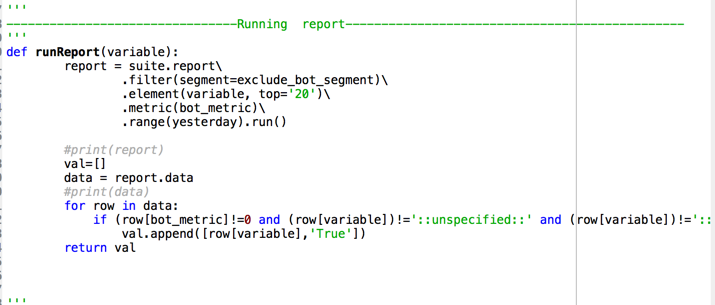 '''
--------------------------------Running  report-----------------------------------------------
'''
def runReport(variable):
        report = suite.report\
                .filter(segment=exclude_bot_segment)\
                .element(variable, top='20')\
                .metric(bot_metric)\
                .range(yesterday).run()
        #print(report)
        val=[]
        data = report.data
        #print(data)
        for row in data:
            if (row[bot_metric]!=0 and (row[variable])!='::unspecified::' and (row[variable])!='::
                val.append([row[variable],'True'])
        return val
'''